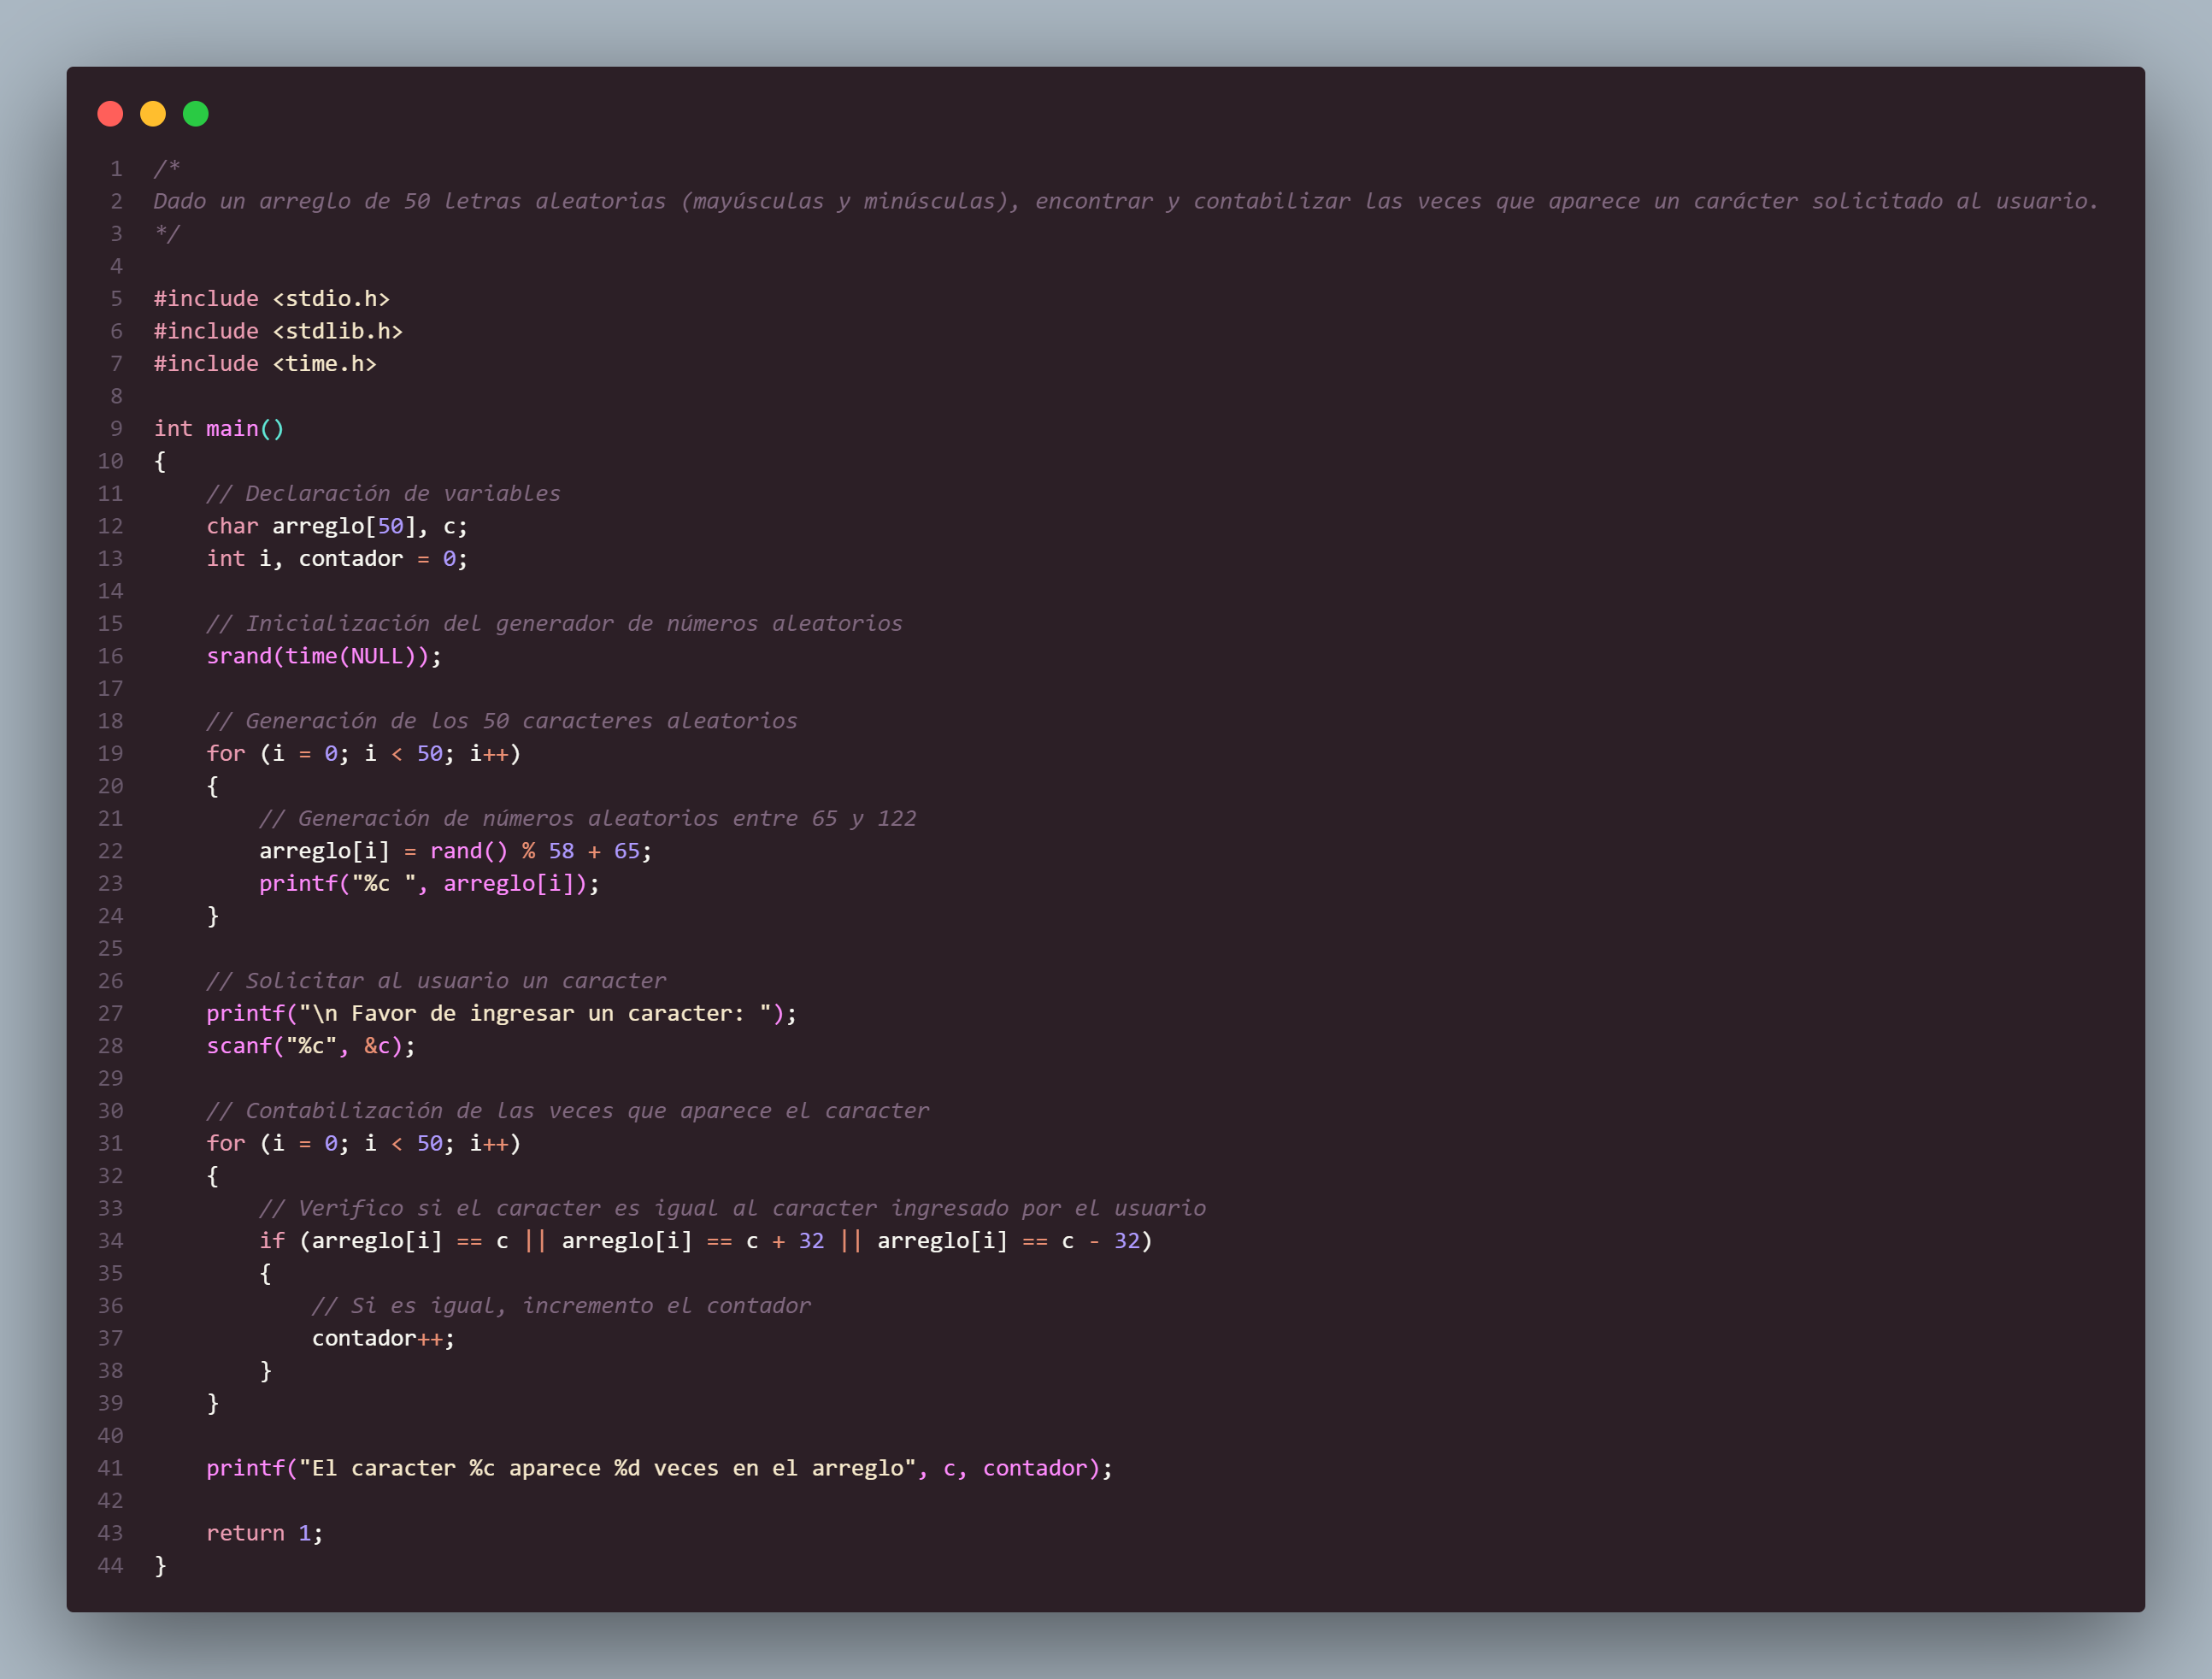 1 /*
2 Dado un arreglo de 50 letras aleatorias (mayúsculas y minúsculas), encontrar y contabilizar las veces que aparece un carácter solicitado al usuario.
3 */
4
5 #include <stdio.h>
6 #include <stdlib.h>
7 #include <time.h>
8
9 int main()
10 {
11     // Declaración de variables
12     char arreglo[50], c;
13     int i, contador = 0;
14
15     // Inicialización del generador de números aleatorios
16     srand(time(NULL));
17
18     // Generación de los 50 caracteres aleatorios
19     for (i = 0; i < 50; i++)
20     {
21         // Generación de números aleatorios entre 65 y 122
22         arreglo[i] = rand() % 58 + 65;
23         printf("%c ", arreglo[i]);
24     }
25
26     // Solicitar al usuario un caracter
27     printf("\n Favor de ingresar un caracter: ");
28     scanf("%c", &c);
29
30     // Contabilización de las veces que aparece el caracter
31     for (i = 0; i < 50; i++)
32     {
33         // Verifico si el caracter es igual al caracter ingresado por el usuario
34         if (arreglo[i] == c || arreglo[i] == c + 32 || arreglo[i] == c - 32)
35         {
36             // Si es igual, incremento el contador
37             contador++;
38         }
39     }
40
41     printf("El caracter %c aparece %d veces en el arreglo", c, contador);
42
43     return 1;
44 }